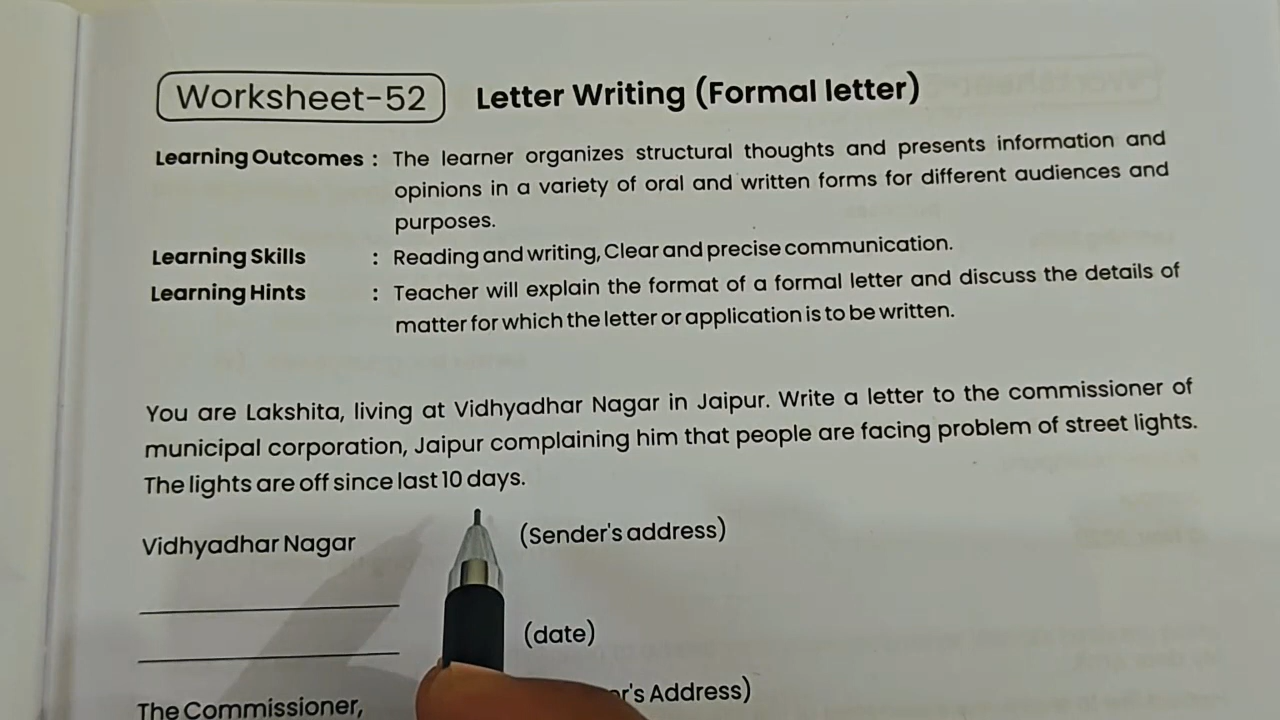 Worksheet-52 Letter Writing (Formal letter)
Learning Outcomes : The learner organizes structural thoughts and presents information and
opinions in a variety of oral and written forms for different audiences and
purposes.
Learning Skills : Reading and writing, Clear and precise communication.
Learning Hints : Teacher will explain the format of a formal letter and discuss the details of
matter for which the letter or application is to be written.
You are Lakshita, living at Vidhyadhar Nagar in Jaipur. Write a letter to the commissioner of
municipal corporation, Jaipur complaining him that people are facing problem of street lights.
The lights are off since last 10 days.
Vidhyadhar Nagar (Sender's address)
(date)
The Commissioner, Address)